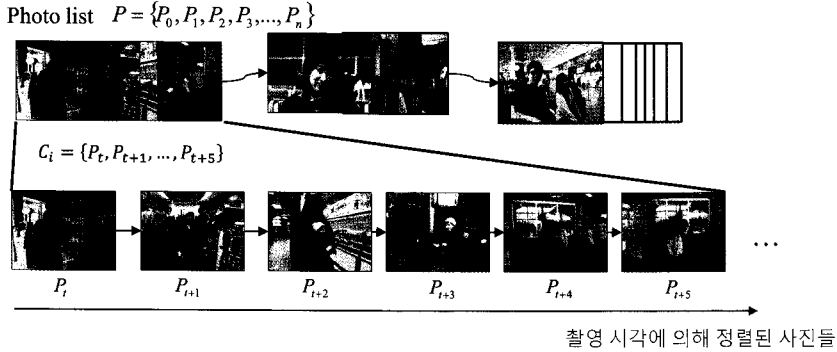 Photo list P = {P₀, P₁, P₂, P₃,..., Pₙ}
Cᵢ = {Pₜ, Pₜ₊₁, ..., Pₜ₊₅}
...
Pₜ Pₜ₊₁ Pₜ₊₂ Pₜ₊₃ Pₜ₊₄ Pₜ₊₅
촬영 시각에 의해 정렬된 사진들